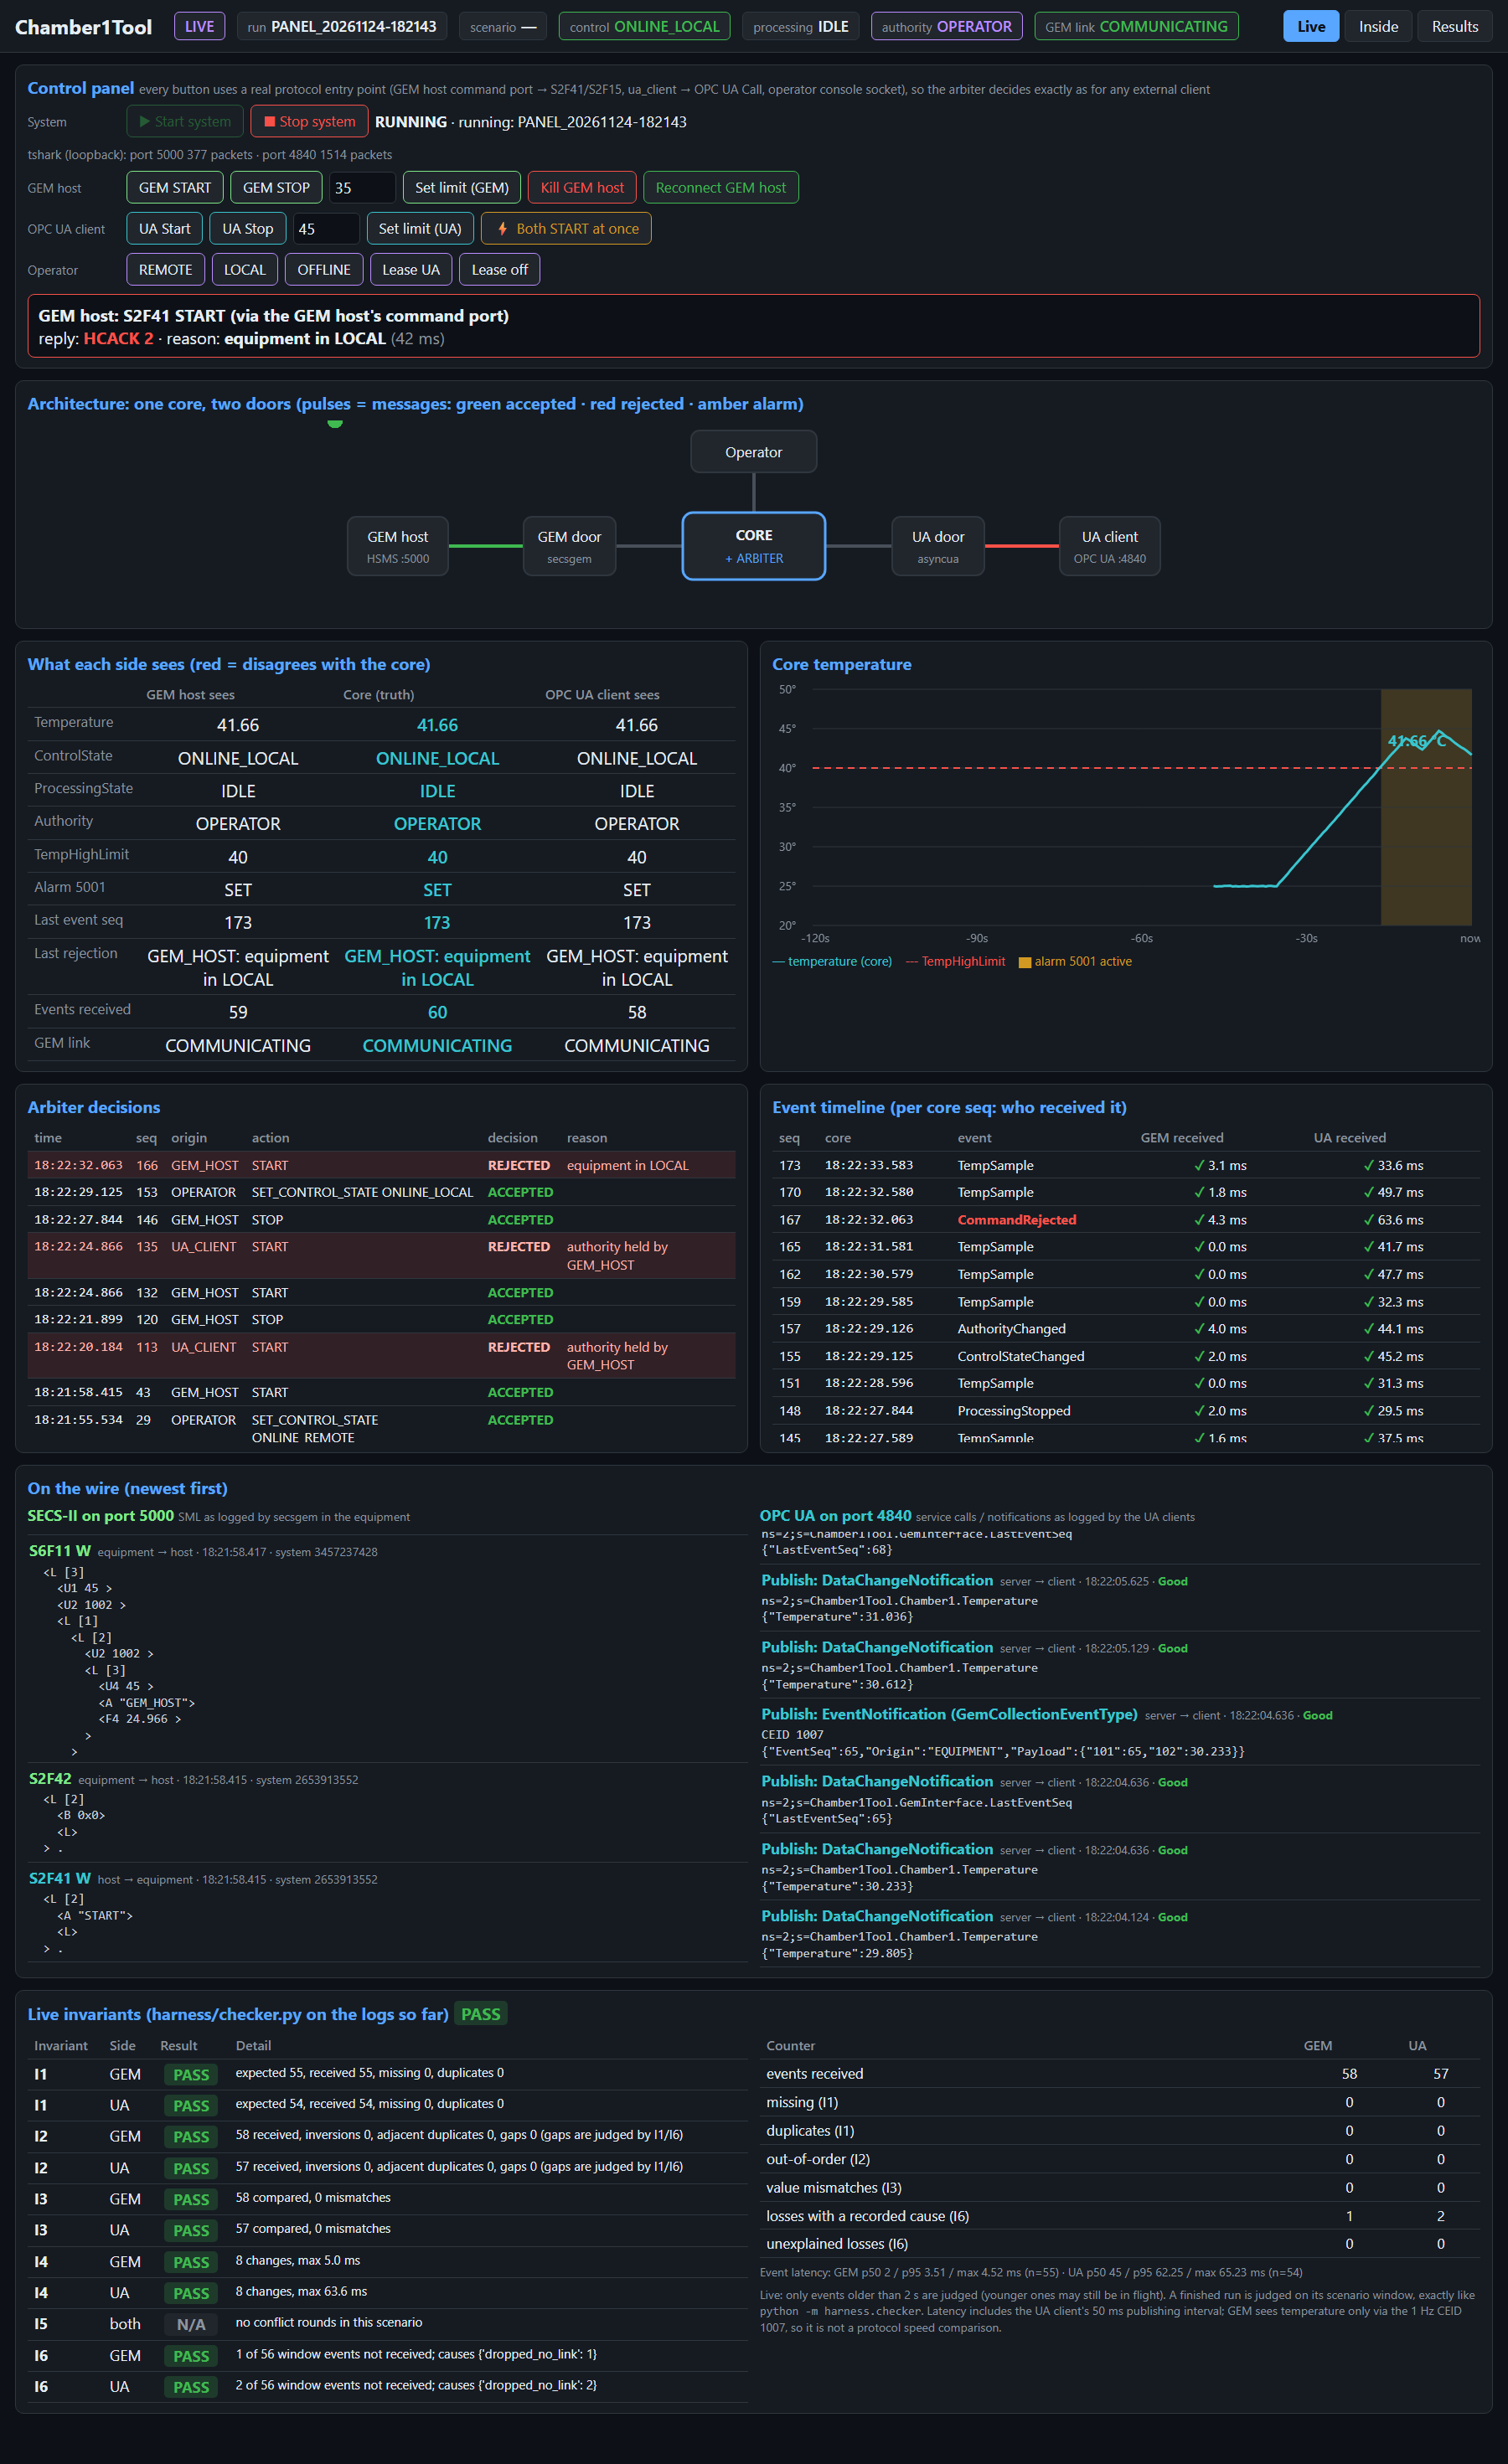 Chamber1Tool LIVE run PANEL_20261124-182143 scenario — control ONLINE_LOCAL processing IDLE authority OPERATOR GEM link COMMUNICATING Live Inside Results
Control panel every button uses a real protocol entry point (GEM host command port → S2F41/S2F15, ua_client → OPC UA Call, operator console socket), so the arbiter decides exactly as for any external client
System ▶ Start system ■ Stop system RUNNING · running: PANEL_20261124-182143
tshark (loopback): port 5000 377 packets · port 4840 1514 packets
GEM host GEM START GEM STOP 35 Set limit (GEM) Kill GEM host Reconnect GEM host
OPC UA client UA Start UA Stop 45 Set limit (UA) ⚡ Both START at once
Operator REMOTE LOCAL OFFLINE Lease UA Lease off
GEM host: S2F41 START (via the GEM host's command port)
reply: HCACK 2 · reason: equipment in LOCAL (42 ms)
Architecture: one core, two doors (pulses = messages: green accepted · red rejected · amber alarm)
Operator
GEM host GEM door CORE UA door UA client
HSMS :5000 secsgem + ARBITER asyncua OPC UA :4840
What each side sees (red = disagrees with the core)
GEM host sees Core (truth) OPC UA client sees
Temperature 41.66 41.66 41.66
ControlState ONLINE_LOCAL ONLINE_LOCAL ONLINE_LOCAL
ProcessingState IDLE IDLE IDLE
Authority OPERATOR OPERATOR OPERATOR
TempHighLimit 40 40 40
Alarm 5001 SET SET SET
Last event seq 173 173 173
Last rejection GEM_HOST: equipment GEM_HOST: equipment GEM_HOST: equipment
in LOCAL in LOCAL in LOCAL
Events received 59 60 58
GEM link COMMUNICATING COMMUNICATING COMMUNICATING
Core temperature
50°
45°
41.66 °C
40°
35°
30°
25°
20°
-120s -90s -60s -30s now
— temperature (core) --- TempHighLimit alarm 5001 active
Arbiter decisions
time seq origin action decision reason
18:22:32.063 166 GEM_HOST START REJECTED equipment in LOCAL
18:22:29.125 153 OPERATOR SET_CONTROL_STATE ONLINE_LOCAL ACCEPTED
18:22:27.844 146 GEM_HOST STOP ACCEPTED
18:22:24.866 135 UA_CLIENT START REJECTED authority held by
GEM_HOST
18:22:24.866 132 GEM_HOST START ACCEPTED
18:22:21.899 120 GEM_HOST STOP ACCEPTED
18:22:20.184 113 UA_CLIENT START REJECTED authority held by
GEM_HOST
18:21:58.415 43 GEM_HOST START ACCEPTED
18:21:55.534 29 OPERATOR SET_CONTROL_STATE ACCEPTED
ONLINE_REMOTE
Event timeline (per core seq: who received it)
seq core event GEM received UA received
173 18:22:33.583 TempSample ✓ 3.1 ms ✓ 33.6 ms
170 18:22:32.580 TempSample ✓ 1.8 ms ✓ 49.7 ms
167 18:22:32.063 CommandRejected ✓ 4.3 ms ✓ 63.6 ms
165 18:22:31.581 TempSample ✓ 0.0 ms ✓ 41.7 ms
162 18:22:30.579 TempSample ✓ 0.0 ms ✓ 47.7 ms
159 18:22:29.585 TempSample ✓ 0.0 ms ✓ 32.3 ms
157 18:22:29.126 AuthorityChanged ✓ 4.0 ms ✓ 44.1 ms
155 18:22:29.125 ControlStateChanged ✓ 2.0 ms ✓ 45.2 ms
151 18:22:28.596 TempSample ✓ 0.0 ms ✓ 31.3 ms
148 18:22:27.844 ProcessingStopped ✓ 2.0 ms ✓ 29.5 ms
145 18:22:27.589 TempSample ✓ 1.6 ms ✓ 37.5 ms
On the wire (newest first)
SECS-II on port 5000 SML as logged by secsgem in the equipment
S6F11 W equipment → host · 18:21:58.417 · system 3457237428
<L [3]
<U1 45 >
<U2 1002 >
<L [1]
<L [2]
<U2 1002 >
<L [3]
<U4 45 >
<A "GEM_HOST">
<F4 24.966 >
>
>
S2F42 equipment → host · 18:21:58.415 · system 2653913552
<L [2]
<B 0x0>
<L>
> .
S2F41 W host → equipment · 18:21:58.415 · system 2653913552
<L [2]
<A "START">
<L>
> .
OPC UA on port 4840 service calls / notifications as logged by the UA clients
ns=2;s=Chamber1Tool.GemInterface.LastEventSeq
{"LastEventSeq":68}
Publish: DataChangeNotification server → client · 18:22:05.625 · Good
ns=2;s=Chamber1Tool.Chamber1.Temperature
{"Temperature":31.036}
Publish: DataChangeNotification server → client · 18:22:05.129 · Good
ns=2;s=Chamber1Tool.Chamber1.Temperature
{"Temperature":30.612}
Publish: EventNotification (GemCollectionEventType) server → client · 18:22:04.636 · Good
CEID 1007
{"EventSeq":65,"Origin":"EQUIPMENT","Payload":{"101":65,"102":30.233}}
Publish: DataChangeNotification server → client · 18:22:04.636 · Good
ns=2;s=Chamber1Tool.GemInterface.LastEventSeq
{"LastEventSeq":65}
Publish: DataChangeNotification server → client · 18:22:04.636 · Good
ns=2;s=Chamber1Tool.Chamber1.Temperature
{"Temperature":30.233}
Publish: DataChangeNotification server → client · 18:22:04.124 · Good
ns=2;s=Chamber1Tool.Chamber1.Temperature
{"Temperature":29.805}
Live invariants (harness/checker.py on the logs so far) PASS
Invariant Side Result Detail
I1 GEM PASS expected 55, received 55, missing 0, duplicates 0
I1 UA PASS expected 54, received 54, missing 0, duplicates 0
I2 GEM PASS 58 received, inversions 0, adjacent duplicates 0, gaps 0 (gaps are judged by I1/I6)
I2 UA PASS 57 received, inversions 0, adjacent duplicates 0, gaps 0 (gaps are judged by I1/I6)
I3 GEM PASS 58 compared, 0 mismatches
I3 UA PASS 57 compared, 0 mismatches
I4 GEM PASS 8 changes, max 5.0 ms
I4 UA PASS 8 changes, max 63.6 ms
I5 both N/A no conflict rounds in this scenario
I6 GEM PASS 1 of 56 window events not received; causes {'dropped_no_link': 1}
I6 UA PASS 2 of 56 window events not received; causes {'dropped_no_link': 2}
Counter GEM UA
events received 58 57
missing (I1) 0 0
duplicates (I1) 0 0
out-of-order (I2) 0 0
value mismatches (I3) 0 0
losses with a recorded cause (I6) 1 2
unexplained losses (I6) 0 0
Event latency: GEM p50 2 / p95 3.51 / max 4.52 ms (n=55) · UA p50 45 / p95 62.25 / max 65.23 ms (n=54)
Live: only events older than 2 s are judged (younger ones may still be in flight). A finished run is judged on its scenario window, exactly like
python -m harness.checker. Latency includes the UA client's 50 ms publishing interval; GEM sees temperature only via the 1 Hz CEID
1007, so it is not a protocol speed comparison.